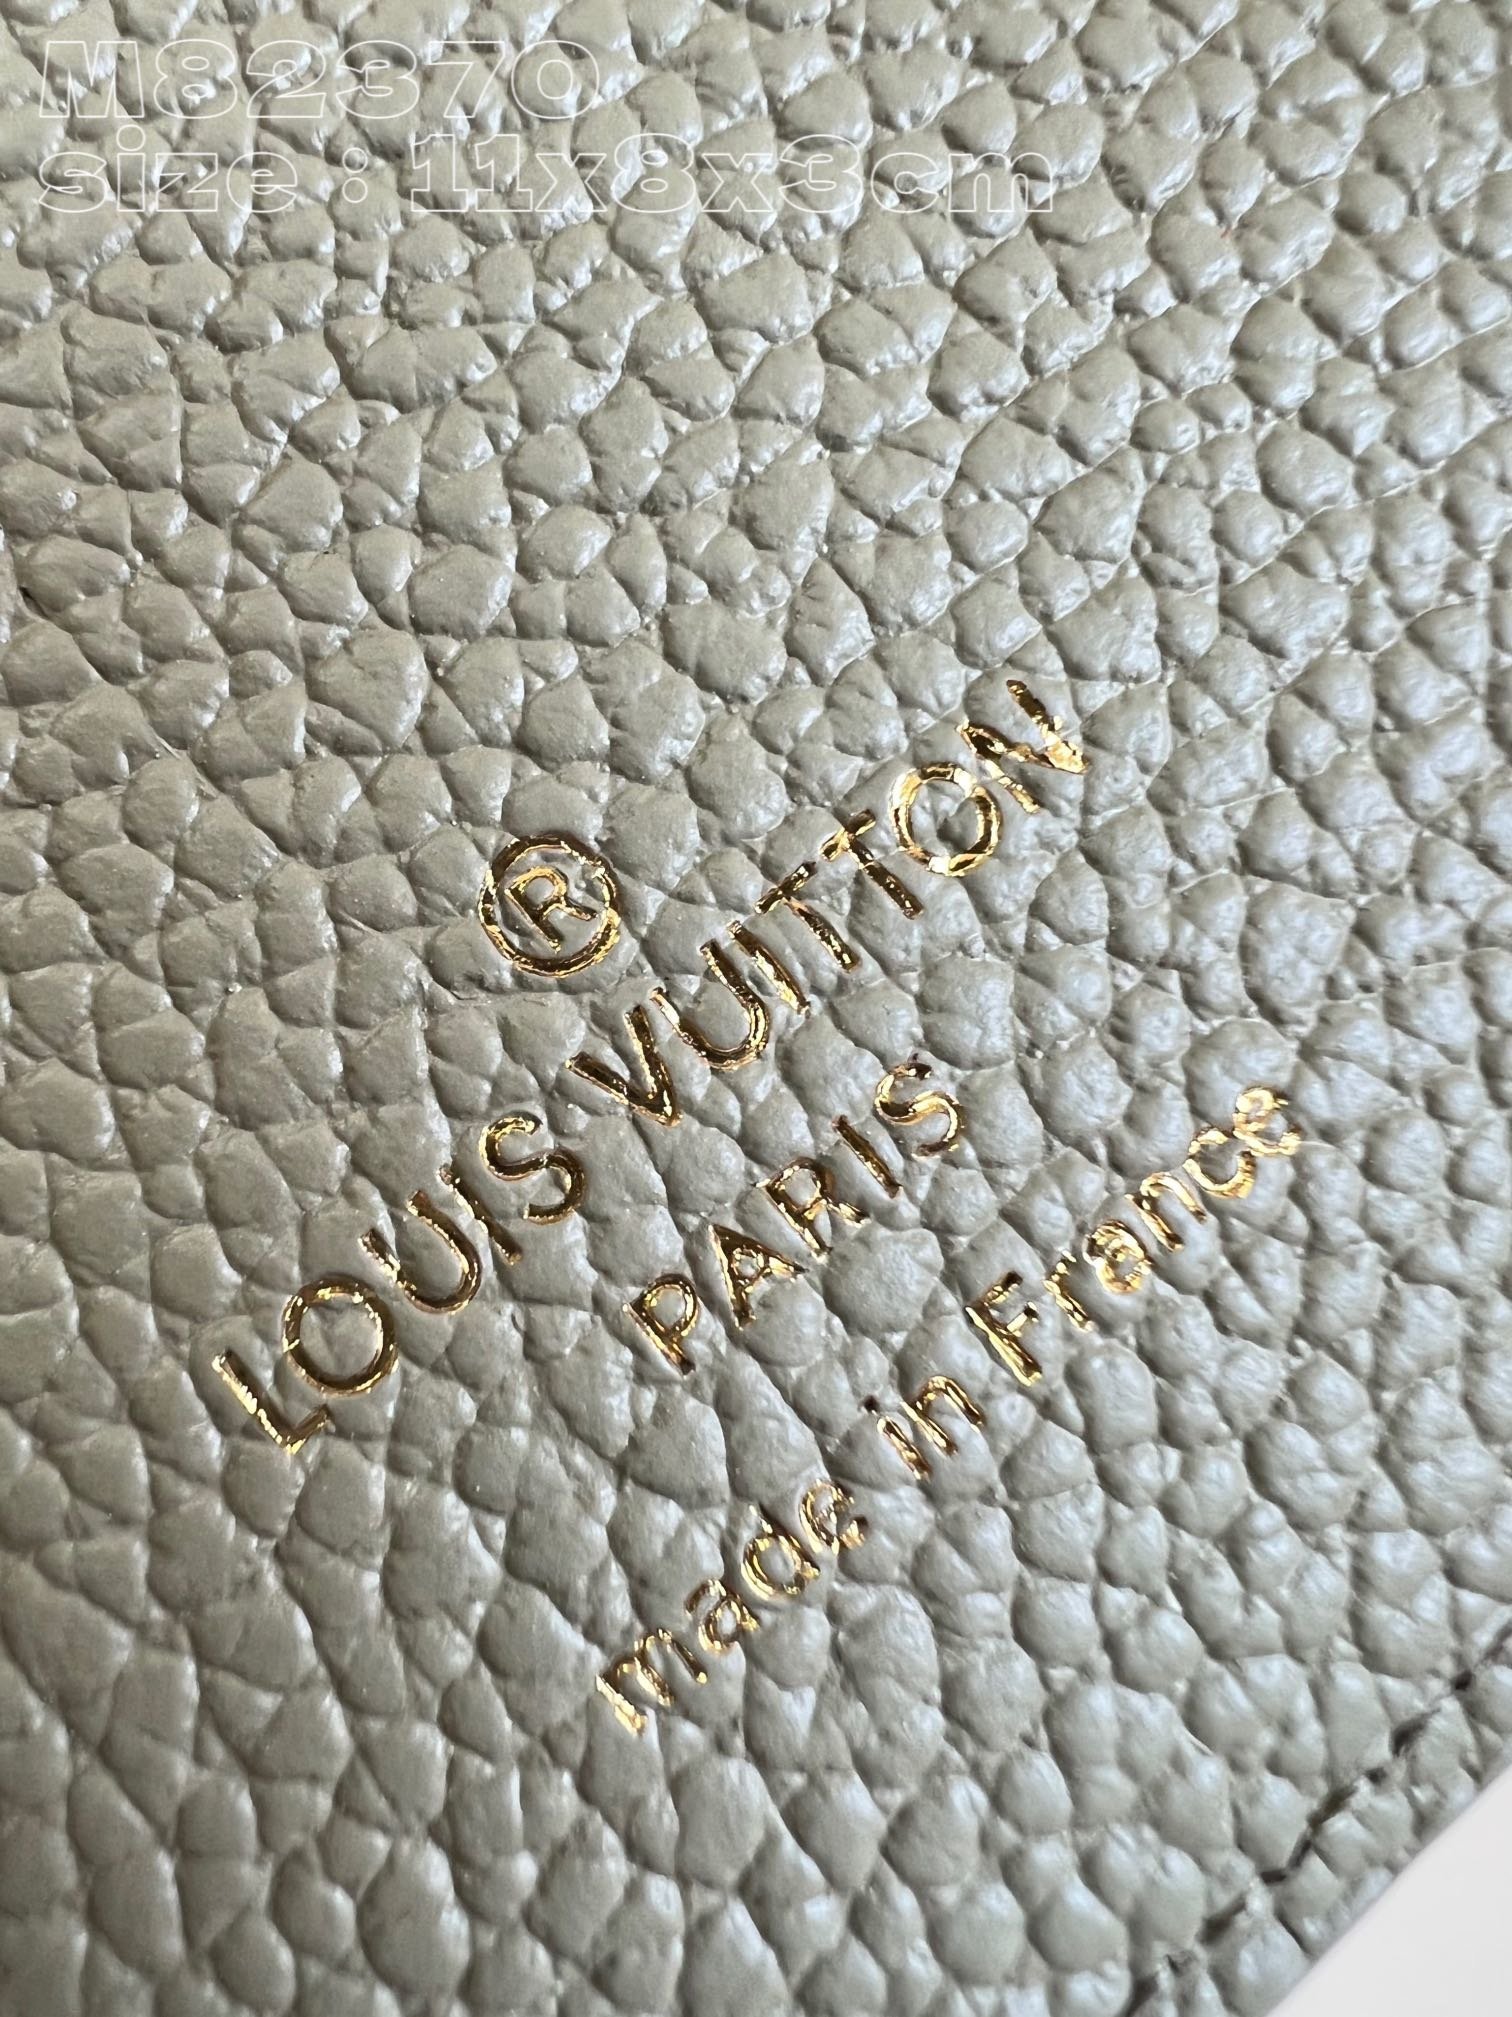 M82370
size : 11x8x3cm
®
LOUIS VUITTON
PARIS
made in France